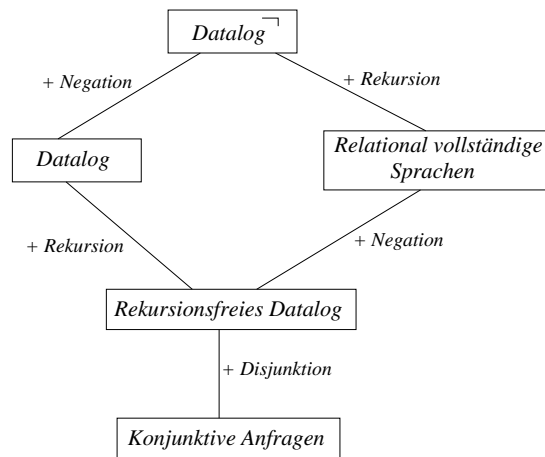 Datalog ¬
+ Negation
+ Rekursion
Datalog
Relational vollständige
Sprachen
+ Rekursion
+ Negation
Rekursionsfreies Datalog
+ Disjunktion
Konjunktive Anfragen